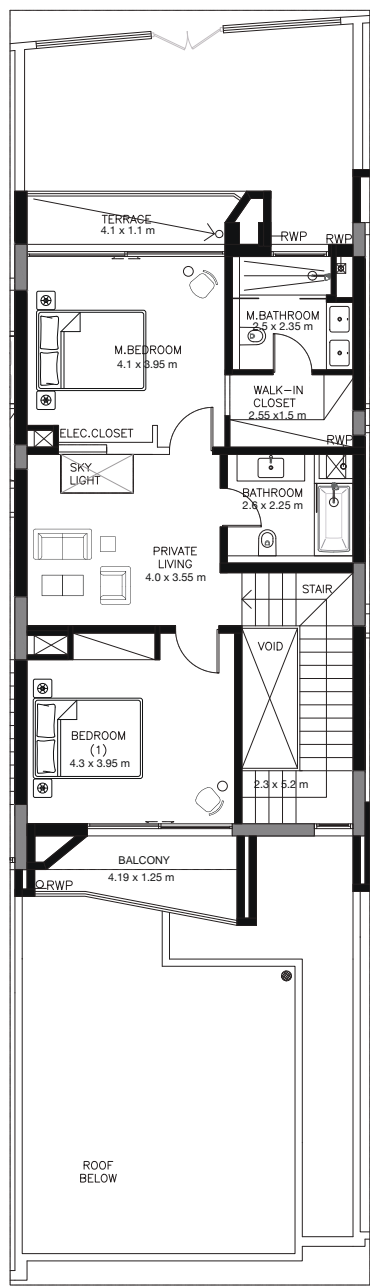 TERRACE
4.1 x 1.1 m
RWP
RWP
M.BATHROOM
2.5 x 2.35 m
M.BEDROOM
4.1 x 3.95 m
WALK-IN
CLOSET
2.55 x1.5 m
ELEC.CLOSET
RWP
SKY
LIGHT
BATHROOM
2.6 x 2.25 m
PRIVATE
LIVING
4.0 x 3.55 m
STAIR
VOID
BEDROOM
(1)
4.3 x 3.95 m
2.3 x 5.2 m
BALCONY
4.19 x 1.25 m
RWP
ROOF
BELOW